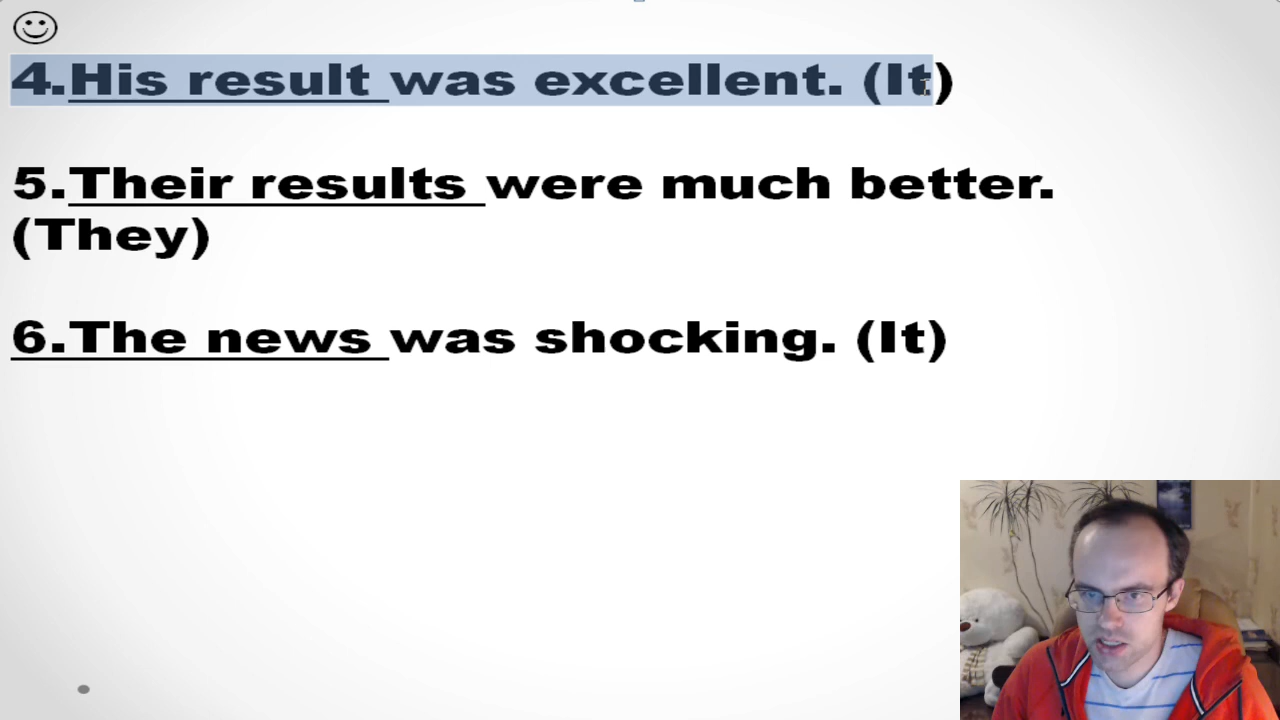 4.His result was excellent. (It)
5.Their results were much better.
(They)
6.The news was shocking. (It)